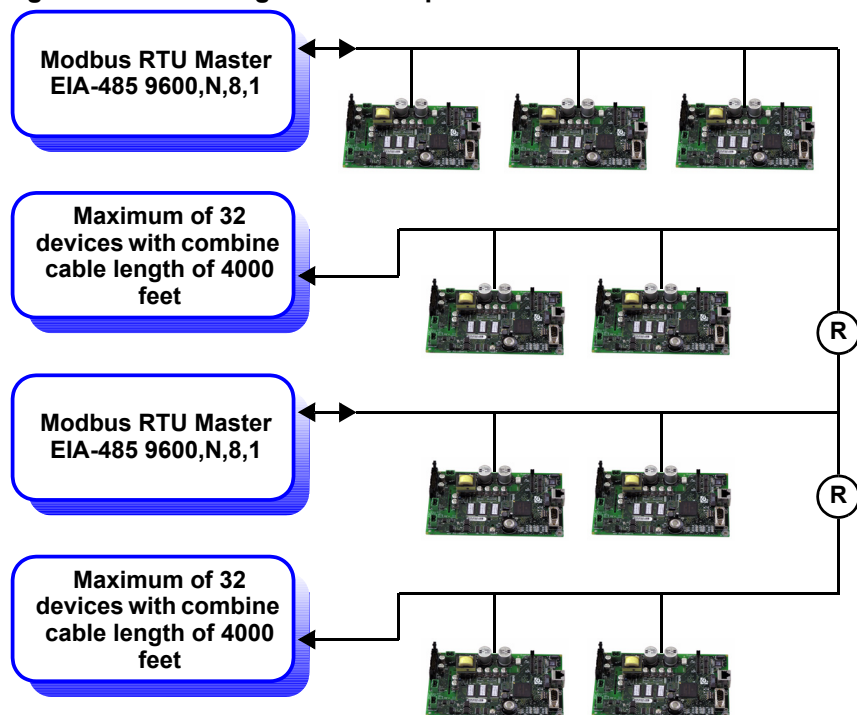 Modbus RTU Master
EIA-485 9600,N,8,1
Maximum of 32
devices with combine
cable length of 4000
feet
R
Modbus RTU Master
EIA-485 9600,N,8,1
R
Maximum of 32
devices with combine
cable length of 4000
feet